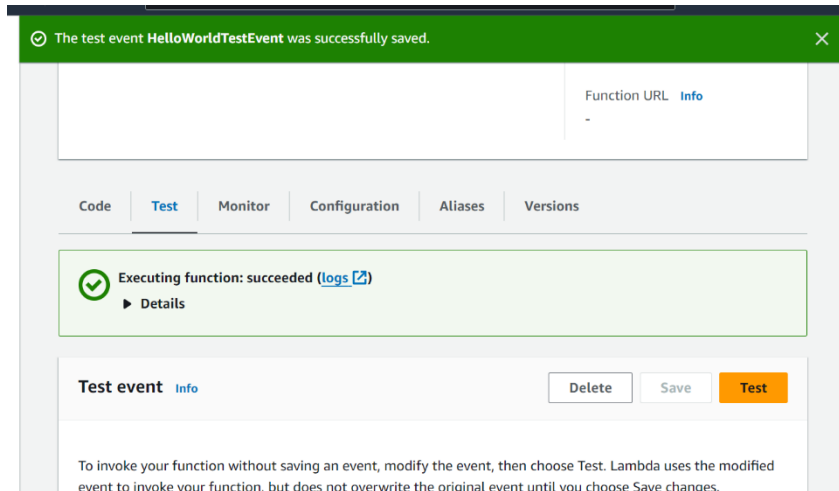 The test event HelloWorldTestEvent was successfully saved.
Function URL Info
-
Code Test Monitor Configuration Aliases Versions
Executing function: succeeded (logs)
Details
Test event Info
Delete Save Test
To invoke your function without saving an event, modify the event, then choose Test. Lambda uses the modified
event to invoke your function, but does not overwrite the original event until you choose Save changes.